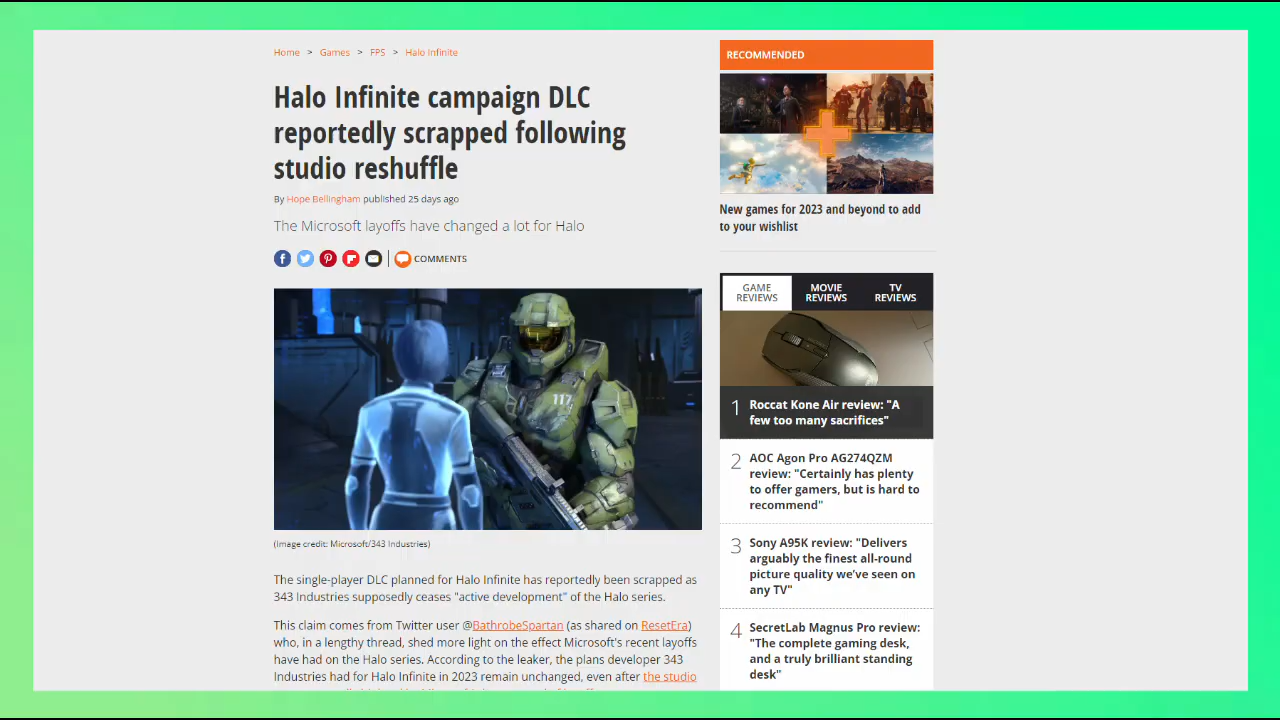 Home > Games > FPS > Halo Infinite
Halo Infinite campaign DLC
reportedly scrapped following
studio reshuffle
By Hope Bellingham published 25 days ago
The Microsoft layoffs have changed a lot for Halo
COMMENTS
117
(Image credit: Microsoft/343 Industries)
The single-player DLC planned for Halo Infinite has reportedly been scrapped as
343 Industries supposedly ceases "active development" of the Halo series.
This claim comes from Twitter user @BathrobeSpartan (as shared on ResetEra)
who, in a lengthy thread, shed more light on the effect Microsoft's recent layoffs
have had on the Halo series. According to the leaker, the plans developer 343
Industries had for Halo Infinite in 2023 remain unchanged, even after the studio
RECOMMENDED
New games for 2023 and beyond to add
to your wishlist
GAME
REVIEWS
MOVIE
REVIEWS
TV
REVIEWS
1 Roccat Kone Air review: "A
few too many sacrifices"
2 AOC Agon Pro AG274QZM
review: "Certainly has plenty
to offer gamers, but is hard to
recommend"
3 Sony A95K review: "Delivers
arguably the finest all-round
picture quality we've seen on
any TV"
4 SecretLab Magnus Pro review:
"The complete gaming desk,
and a truly brilliant standing
desk"